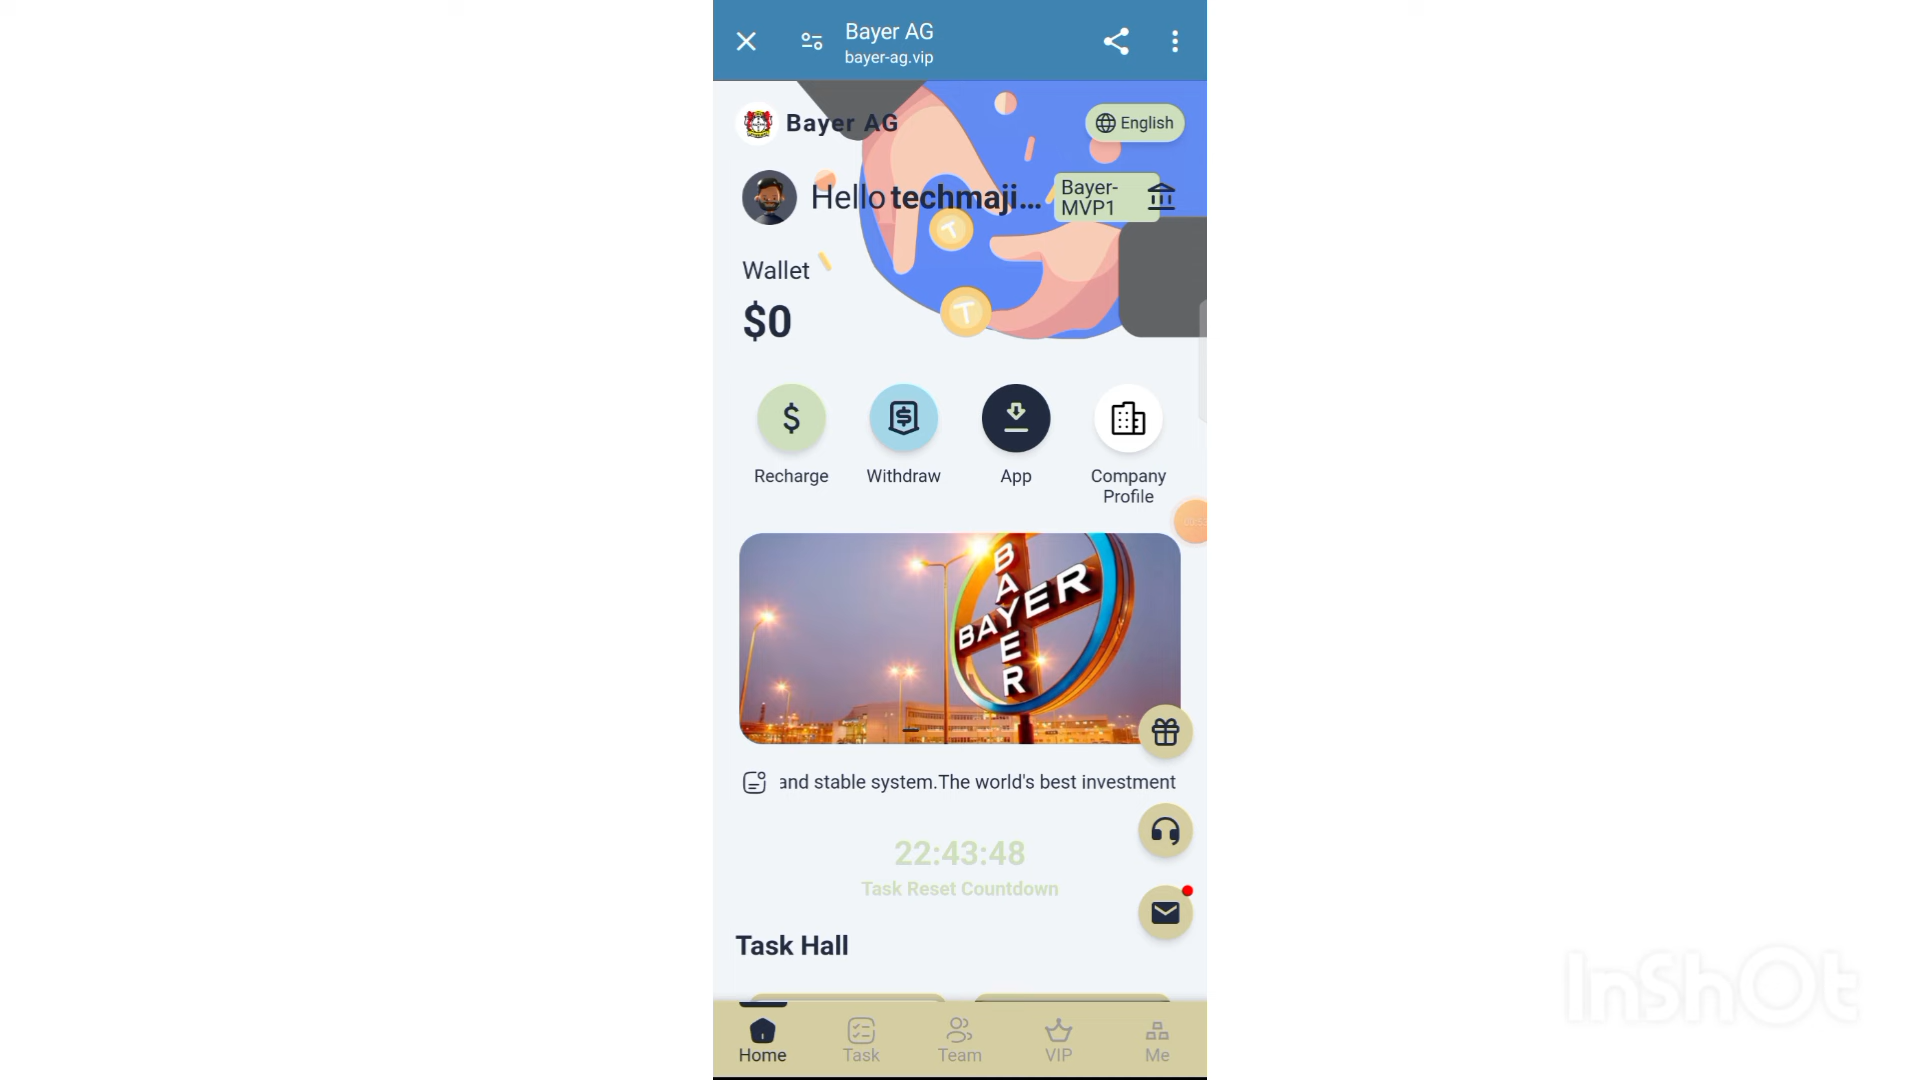 Bayer AG
bayer-ag.vip
Bayer AG
English
Hello techmaji...
Bayer-
MVP1
Wallet
$0
Recharge
Withdraw
App
Company
Profile
BAYER
BAYER
and stable system.The world's best investment
22:43:48
Task Reset Countdown
Task Hall
Home
Task
Team
VIP
Me
InShOt